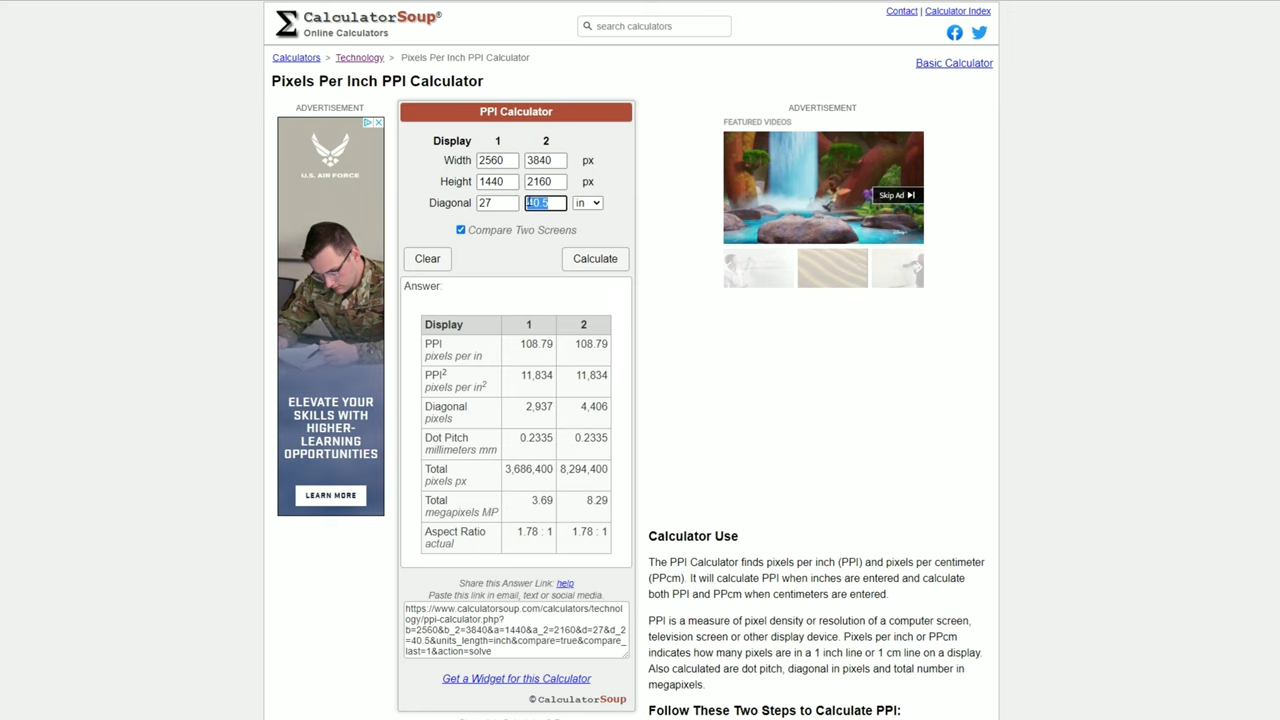 CalculatorSoup®
Online Calculators
search calculators
Contact | Calculator Index
Calculators > Technology > Pixels Per Inch PPI Calculator
Basic Calculator
Pixels Per Inch PPI Calculator
ADVERTISEMENT
U.S. AIR FORCE
ELEVATE YOUR
SKILLS WITH
HIGHER-
LEARNING
OPPORTUNITIES
LEARN MORE
PPI Calculator
Display 1 2
Width 2560 3840 px
Height 1440 2160 px
Diagonal 27 40.5 in
Compare Two Screens
Clear Calculate
Answer:
Display 1 2
PPI 108.79 108.79
pixels per in
PPI² 11,834 11,834
pixels per in²
Diagonal 2,937 4,406
pixels
Dot Pitch 0.2335 0.2335
millimeters mm
Total 3,686,400 8,294,400
pixels px
Total 3.69 8.29
megapixels MP
Aspect Ratio 1.78 : 1 1.78 : 1
actual
Share this Answer Link: help
Paste this link in email, text or social media.
https://www.calculatorsoup.com/calculators/technol
ogy/ppi-calculator.php?
b=2560&b_2=3840&a=1440&a_2=2160&d=27&d_2
=40.5&units_length=inch&compare=true&compare_
last=1&action=solve
Get a Widget for this Calculator
© CalculatorSoup
ADVERTISEMENT
FEATURED VIDEOS
Skip Ad
Calculator Use
The PPI Calculator finds pixels per inch (PPI) and pixels per centimeter
(PPcm). It will calculate PPI when inches are entered and calculate
both PPI and PPcm when centimeters are entered.
PPI is a measure of pixel density or resolution of a computer screen,
television screen or other display device. Pixels per inch or PPcm
indicates how many pixels are in a 1 inch line or 1 cm line on a display.
Also calculated are dot pitch, diagonal in pixels and total number in
megapixels.
Follow These Two Steps to Calculate PPI: